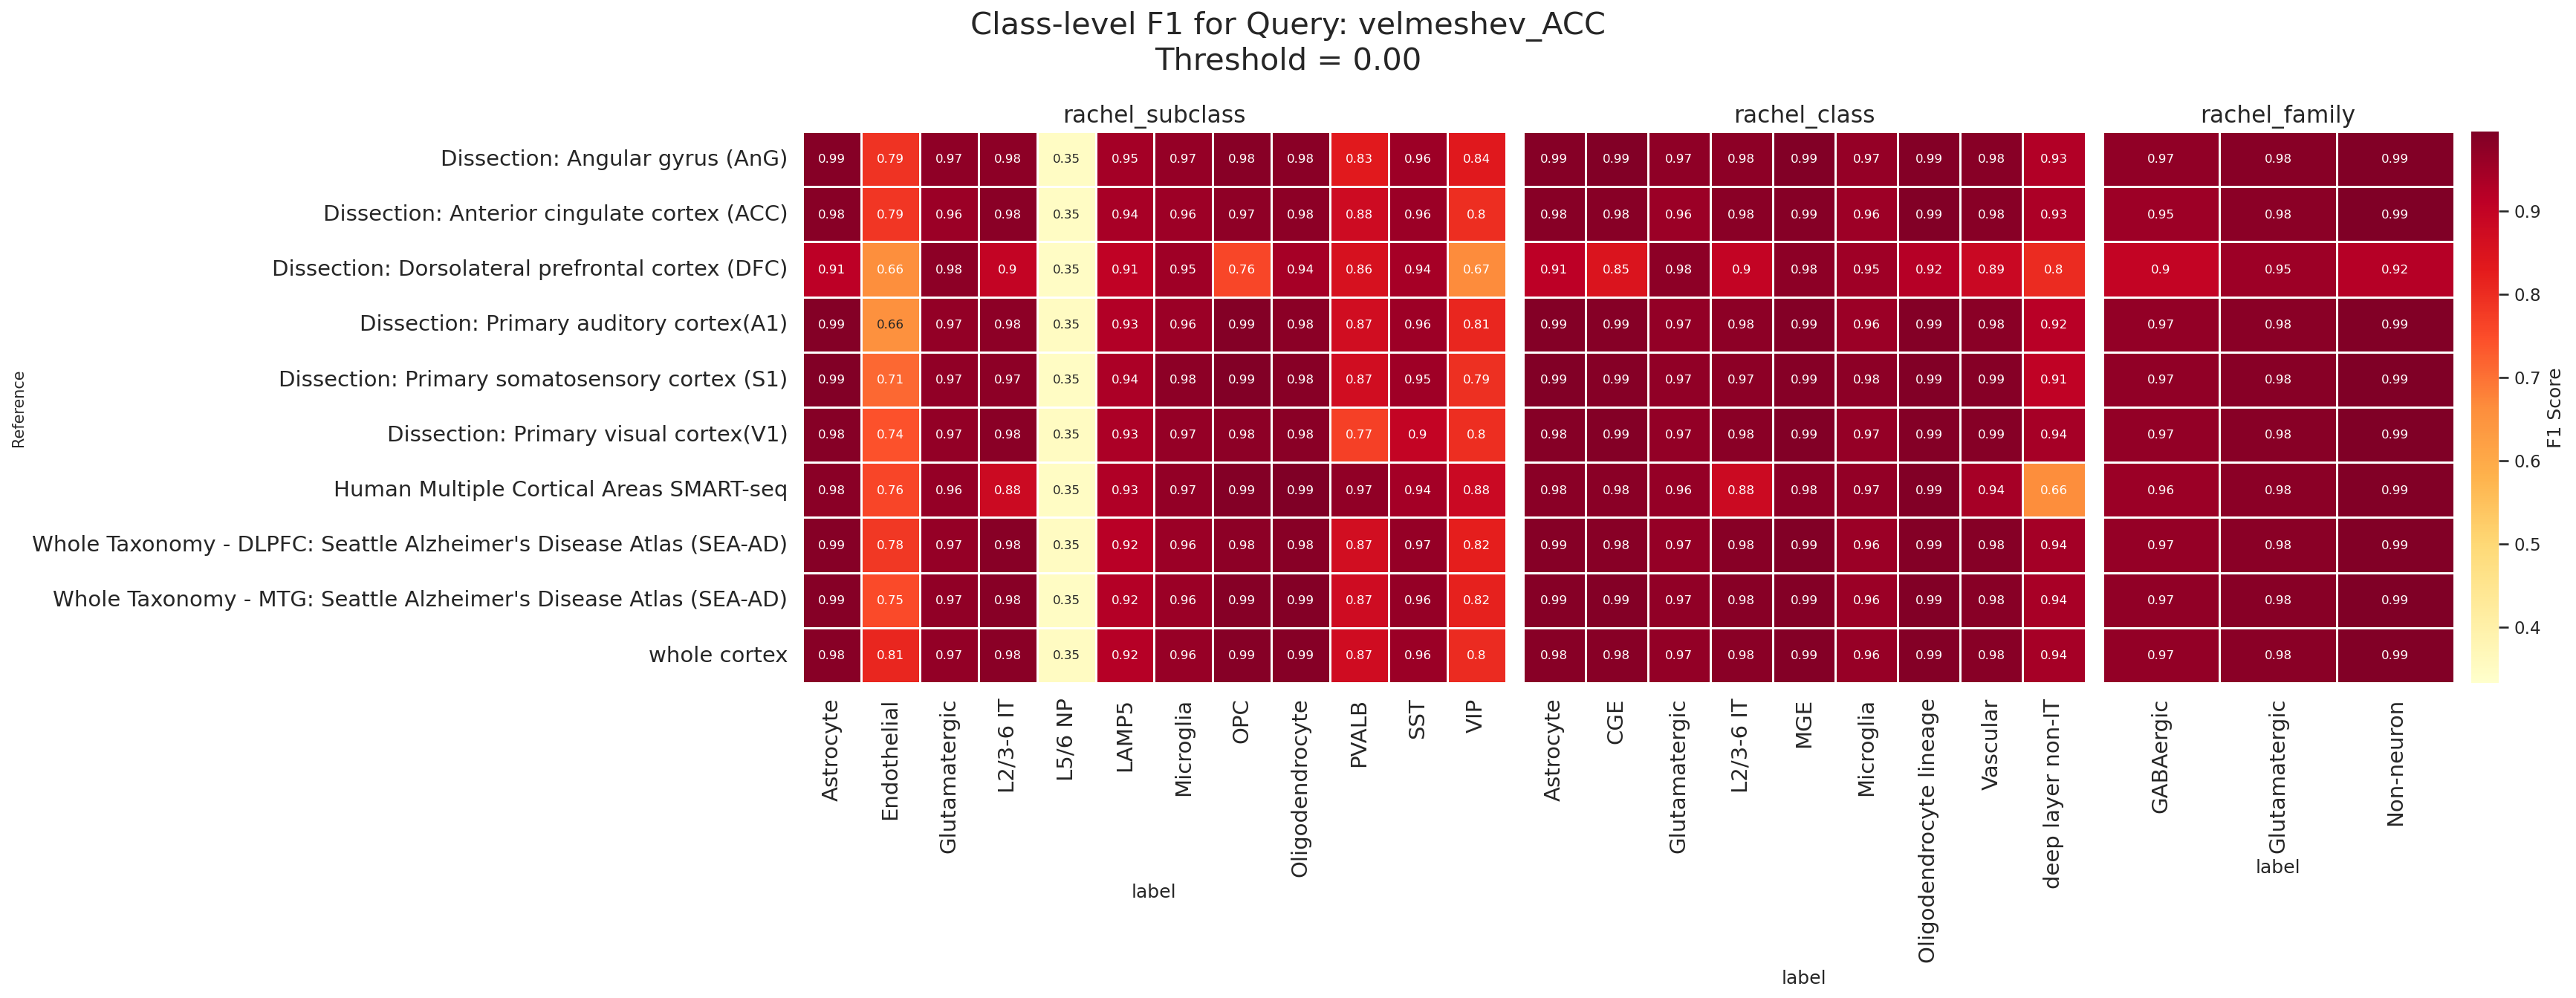 Class-level F1 for Query: velmeshev_ACC
Threshold = 0.00
rachel_subclass rachel_class rachel_family
Reference
Dissection: Angular gyrus (AnG) 0.99 0.79 0.97 0.98 0.35 0.95 0.97 0.98 0.98 0.83 0.96 0.84 0.99 0.99 0.97 0.98 0.99 0.97 0.99 0.98 0.93 0.97 0.98 0.99
Dissection: Anterior cingulate cortex (ACC) 0.98 0.79 0.96 0.98 0.35 0.94 0.96 0.97 0.98 0.88 0.96 0.8 0.98 0.98 0.96 0.98 0.99 0.96 0.99 0.98 0.93 0.95 0.98 0.99
Dissection: Dorsolateral prefrontal cortex (DFC) 0.91 0.66 0.98 0.9 0.35 0.91 0.95 0.76 0.94 0.86 0.94 0.67 0.91 0.85 0.98 0.9 0.98 0.95 0.92 0.89 0.8 0.9 0.95 0.92
Dissection: Primary auditory cortex(A1) 0.99 0.66 0.97 0.98 0.35 0.93 0.96 0.99 0.98 0.87 0.96 0.81 0.99 0.99 0.97 0.98 0.99 0.96 0.99 0.98 0.92 0.97 0.98 0.99
Dissection: Primary somatosensory cortex (S1) 0.99 0.71 0.97 0.97 0.35 0.94 0.98 0.99 0.98 0.87 0.95 0.79 0.99 0.99 0.97 0.97 0.99 0.98 0.99 0.99 0.91 0.97 0.98 0.99
Dissection: Primary visual cortex(V1) 0.98 0.74 0.97 0.98 0.35 0.93 0.97 0.98 0.98 0.77 0.9 0.8 0.98 0.99 0.97 0.98 0.99 0.97 0.99 0.99 0.94 0.97 0.98 0.99
Human Multiple Cortical Areas SMART-seq 0.98 0.76 0.96 0.88 0.35 0.93 0.97 0.99 0.99 0.97 0.94 0.88 0.98 0.98 0.96 0.88 0.98 0.97 0.99 0.94 0.66 0.96 0.98 0.99
Whole Taxonomy - DLPFC: Seattle Alzheimer's Disease Atlas (SEA-AD) 0.99 0.78 0.97 0.98 0.35 0.92 0.96 0.98 0.98 0.87 0.97 0.82 0.99 0.98 0.97 0.98 0.99 0.96 0.99 0.98 0.94 0.97 0.98 0.99
Whole Taxonomy - MTG: Seattle Alzheimer's Disease Atlas (SEA-AD) 0.99 0.75 0.97 0.98 0.35 0.92 0.96 0.99 0.99 0.87 0.96 0.82 0.99 0.99 0.97 0.98 0.99 0.96 0.99 0.98 0.94 0.97 0.98 0.99
whole cortex 0.98 0.81 0.97 0.98 0.35 0.92 0.96 0.99 0.99 0.87 0.96 0.8 0.98 0.98 0.97 0.98 0.99 0.96 0.99 0.98 0.94 0.97 0.98 0.99
Astrocyte
Endothelial
Glutamatergic
L2/3-6 IT
L5/6 NP
LAMP5
Microglia
OPC
Oligodendrocyte
PVALB
SST
VIP
label
Astrocyte
CGE
Glutamatergic
L2/3-6 IT
MGE
Microglia
Oligodendrocyte lineage
Vascular
deep layer non-IT
label
GABAergic
Glutamatergic
Non-neuron
label
0.9
0.8
0.7
0.6
0.5
0.4
F1 Score